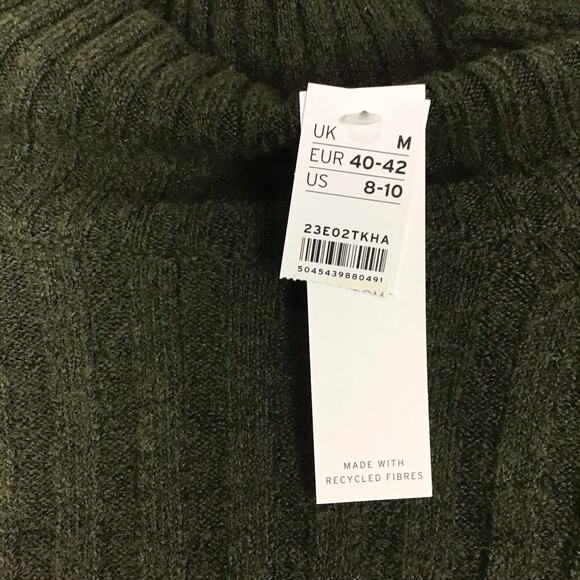 UK M
EUR 40-42
US 8-10
23E02TKHA
5045439880491
MADE WITH
RECYCLED FIBRES